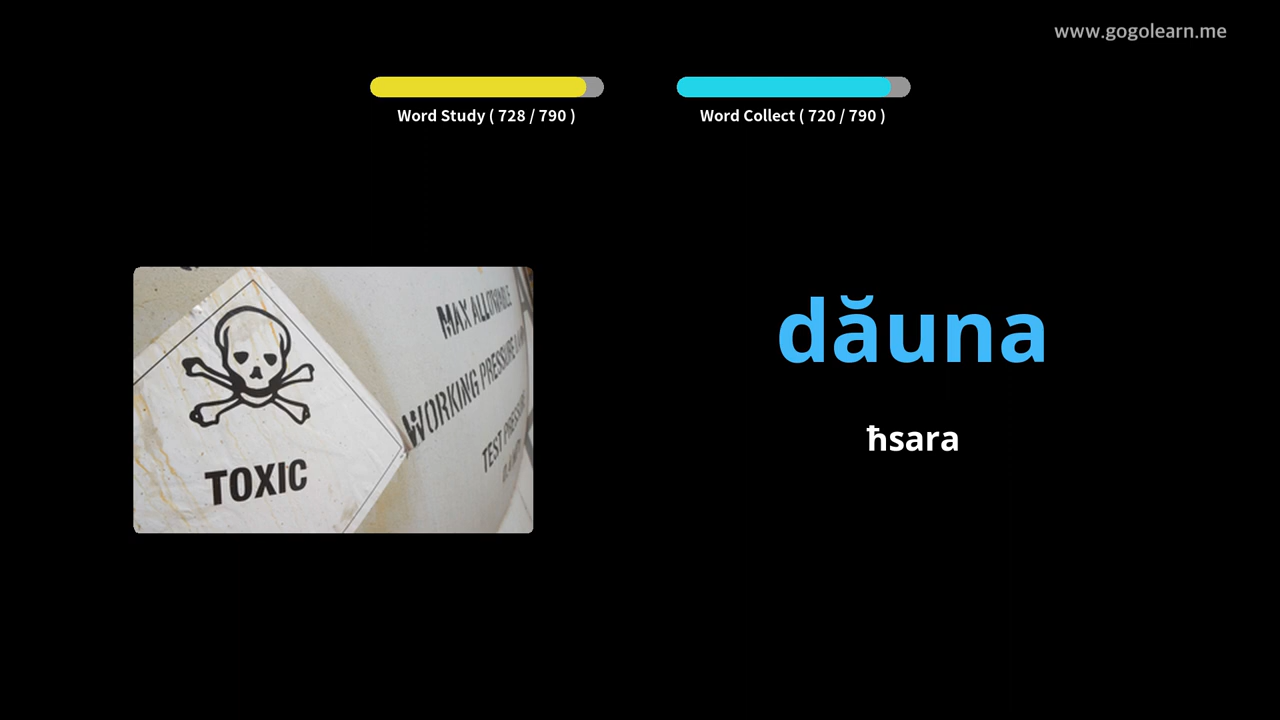 www.gogolearn.me
Word Study ( 728 / 790 )
Word Collect ( 720 / 790 )
dăuna
ħsara
TOXIC
MAX ALLOWABLE
WORKING PRESSURE
TEST PRESSURE